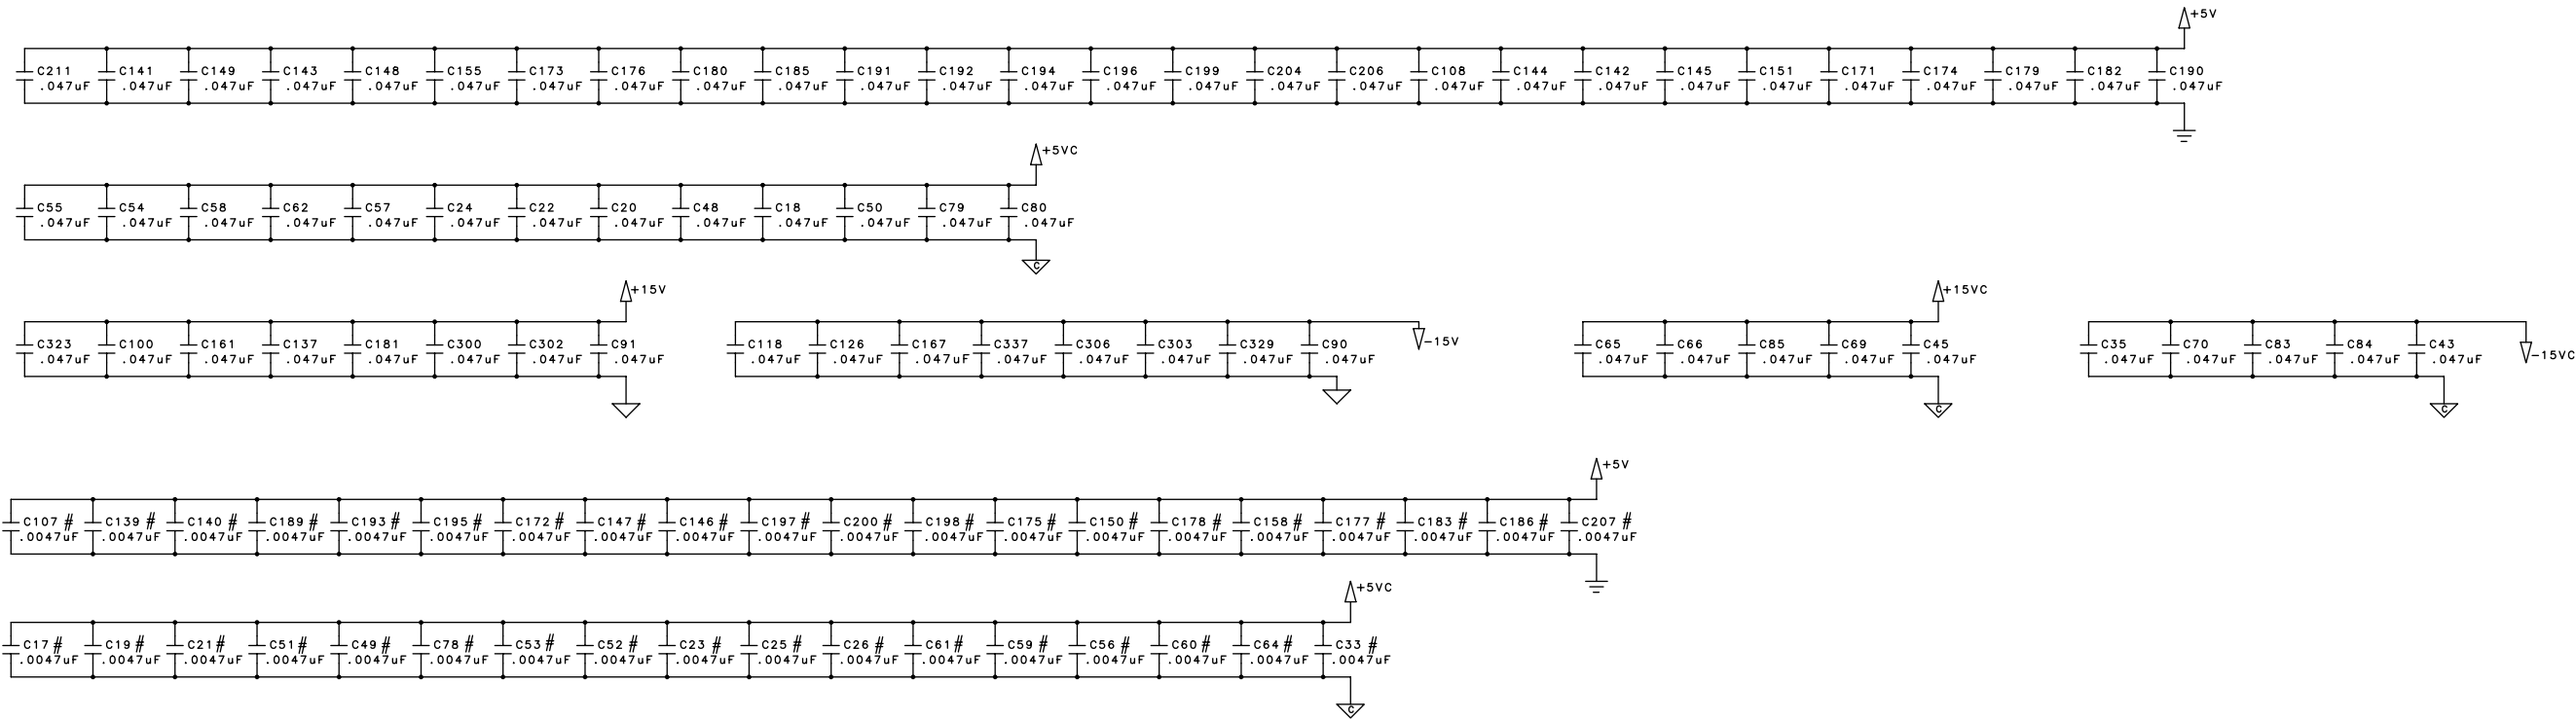 +5V
C211 C141 C149 C143 C148 C155 C173 C176 C180 C185 C191 C192 C194 C196 C199 C204 C206 C108 C144 C142 C145 C151 C171 C174 C179 C182 C190
.047uF .047uF .047uF .047uF .047uF .047uF .047uF .047uF .047uF .047uF .047uF .047uF .047uF .047uF .047uF .047uF .047uF .047uF .047uF .047uF .047uF .047uF .047uF .047uF .047uF .047uF .047uF
+5VC
C55 C54 C58 C62 C57 C24 C22 C20 C48 C18 C50 C79 C80
.047uF .047uF .047uF .047uF .047uF .047uF .047uF .047uF .047uF .047uF .047uF .047uF .047uF
C
+15V +15VC
C323 C100 C161 C137 C181 C300 C302 C91 C118 C126 C167 C337 C306 C303 C329 C90 -15V C65 C66 C85 C69 C45 C35 C70 C83 C84 C43 -15VC
.047uF .047uF .047uF .047uF .047uF .047uF .047uF .047uF .047uF .047uF .047uF .047uF .047uF .047uF .047uF .047uF .047uF .047uF .047uF .047uF .047uF .047uF .047uF .047uF .047uF .047uF
C C
+5V
C107 # C139 # C140 # C189 # C193 # C195 # C172 # C147 # C146 # C197 # C200 # C198 # C175 # C150 # C178 # C158 # C177 # C183 # C186 # C207 #
.0047uF .0047uF .0047uF .0047uF .0047uF .0047uF .0047uF .0047uF .0047uF .0047uF .0047uF .0047uF .0047uF .0047uF .0047uF .0047uF .0047uF .0047uF .0047uF .0047uF
+5VC
C17 # C19 # C21 # C51 # C49 # C78 # C53 # C52 # C23 # C25 # C26 # C61 # C59 # C56 # C60 # C64 # C33 #
.0047uF .0047uF .0047uF .0047uF .0047uF .0047uF .0047uF .0047uF .0047uF .0047uF .0047uF .0047uF .0047uF .0047uF .0047uF .0047uF .0047uF
C